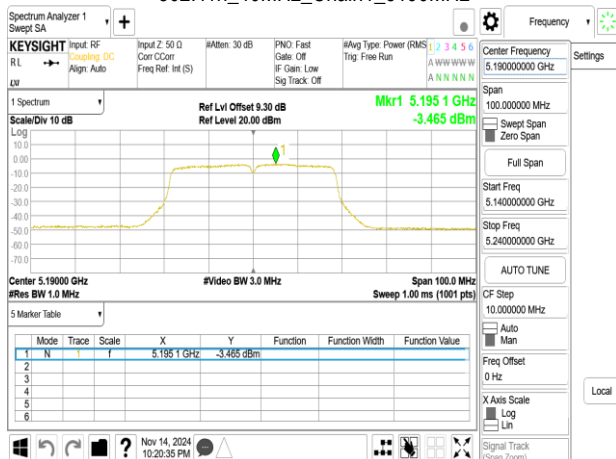 Spectrum Analyzer 1
Swept SA
+
Frequency
KEYSIGHT
Input: RF
Coupling: DC
Align: Auto
RL
Input Z: 50 Ω
Corr CCorr
Freq Ref: Int (S)
#Atten: 30 dB
PNO: Fast
Gate: Off
IF Gain: Low
Sig Track: Off
#Avg Type: Power (RMS
Trig: Free Run
1 2 3 4 5 6
A W W W W W
A N N N N N
Center Frequency
5.190000000 GHz
Settings
Span
100.000000 MHz
Swept Span
Zero Span
Full Span
Start Freq
5.140000000 GHz
Stop Freq
5.240000000 GHz
AUTO TUNE
CF Step
10.000000 MHz
Auto
Man
Freq Offset
0 Hz
X Axis Scale
Log
Lin
Local
Signal Track
(Span Zoom)
1 Spectrum
Scale/Div 10 dB
Ref Lvl Offset 9.30 dB
Ref Level 20.00 dBm
Mkr1 5.195 1 GHz
-3.465 dBm
Log
10.0
0.00
-10.0
-20.0
-30.0
-40.0
-50.0
-60.0
-70.0
1
Center 5.19000 GHz
#Res BW 1.0 MHz
#Video BW 3.0 MHz
Span 100.0 MHz
Sweep 1.00 ms (1001 pts)
5 Marker Table
Mode Trace Scale X Y Function Function Width Function Value
1 N 1 f 5.195 1 GHz -3.465 dBm
2
3
4
5
6
?
Nov 14, 2024
10:20:35 PM